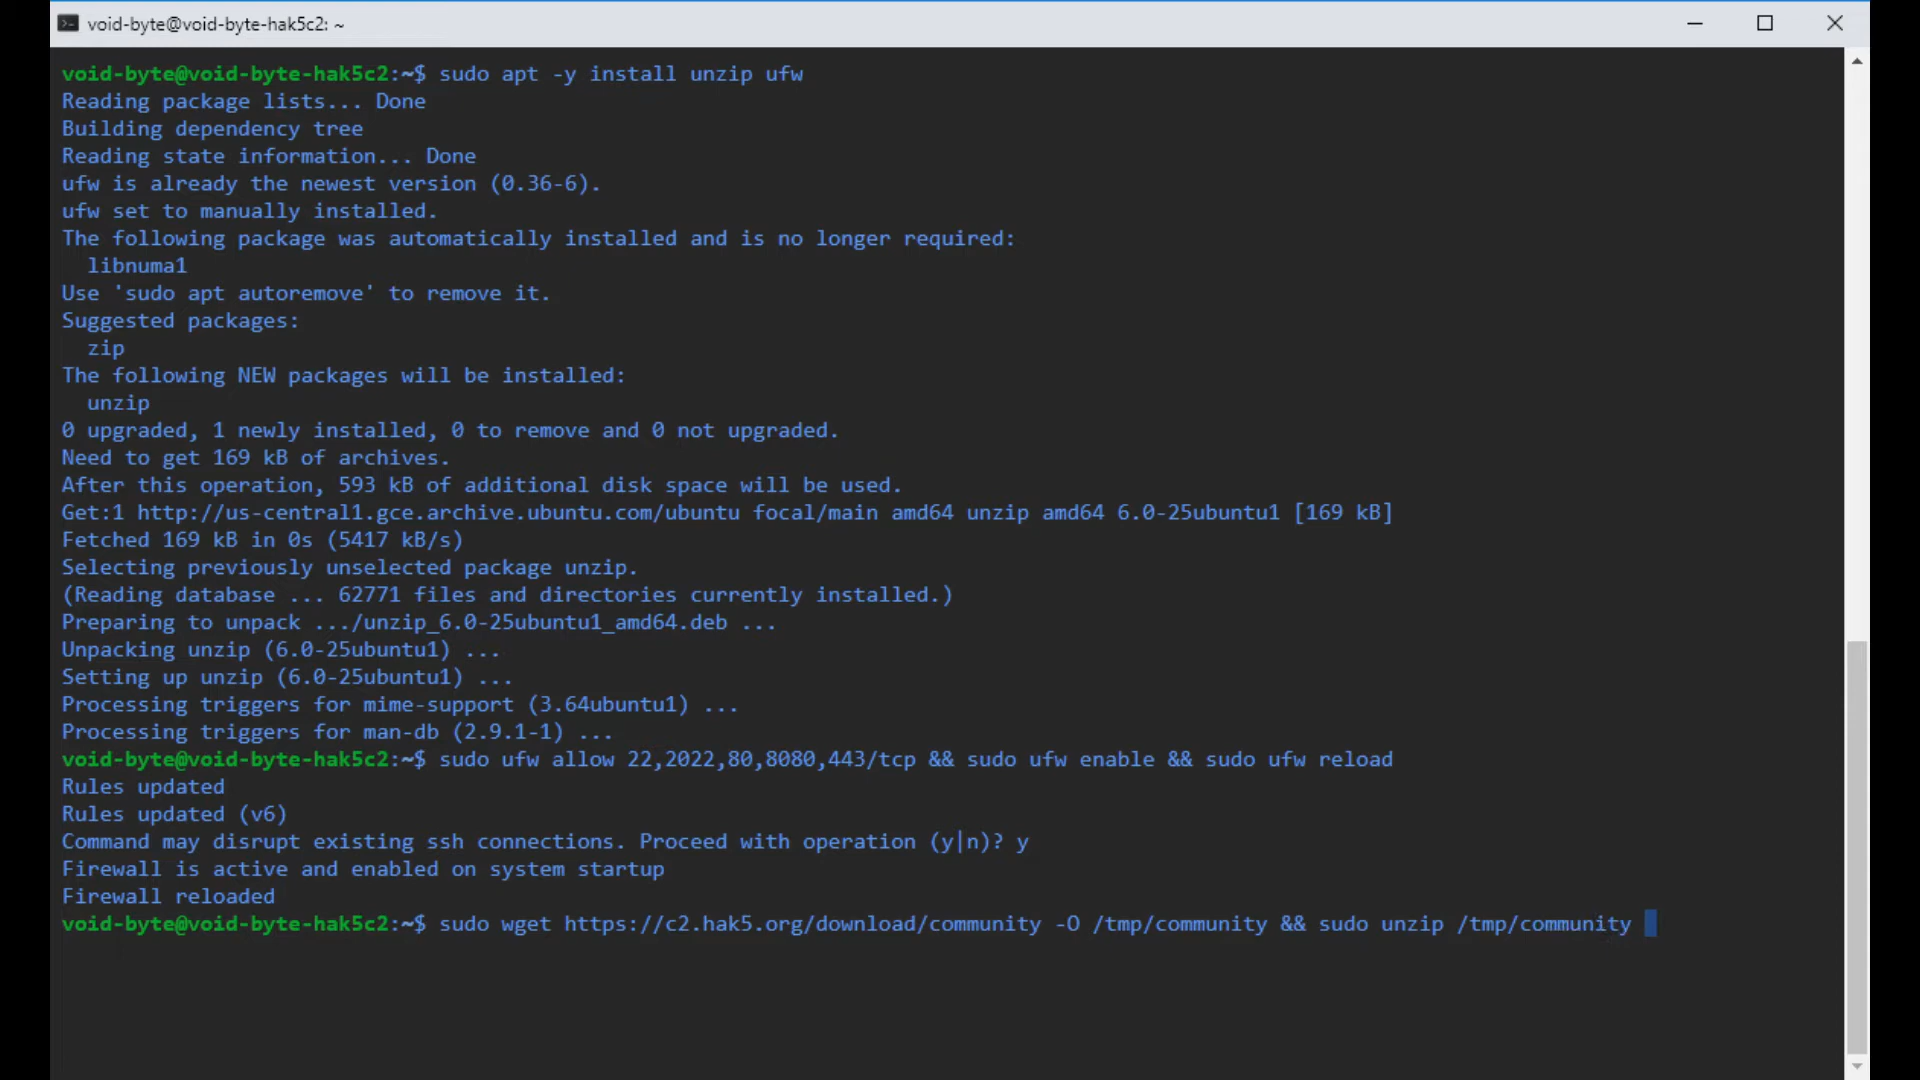 void-byte@void-byte-hak5c2: ~
void-byte@void-byte-hak5c2:~$ sudo apt -y install unzip ufw
Reading package lists... Done
Building dependency tree
Reading state information... Done
ufw is already the newest version (0.36-6).
ufw set to manually installed.
The following package was automatically installed and is no longer required:
  libnuma1
Use 'sudo apt autoremove' to remove it.
Suggested packages:
  zip
The following NEW packages will be installed:
  unzip
0 upgraded, 1 newly installed, 0 to remove and 0 not upgraded.
Need to get 169 kB of archives.
After this operation, 593 kB of additional disk space will be used.
Get:1 http://us-central1.gce.archive.ubuntu.com/ubuntu focal/main amd64 unzip amd64 6.0-25ubuntu1 [169 kB]
Fetched 169 kB in 0s (5417 kB/s)
Selecting previously unselected package unzip.
(Reading database ... 62771 files and directories currently installed.)
Preparing to unpack .../unzip_6.0-25ubuntu1_amd64.deb ...
Unpacking unzip (6.0-25ubuntu1) ...
Setting up unzip (6.0-25ubuntu1) ...
Processing triggers for mime-support (3.64ubuntu1) ...
Processing triggers for man-db (2.9.1-1) ...
void-byte@void-byte-hak5c2:~$ sudo ufw allow 22,2022,80,8080,443/tcp && sudo ufw enable && sudo ufw reload
Rules updated
Rules updated (v6)
Command may disrupt existing ssh connections. Proceed with operation (y|n)? y
Firewall is active and enabled on system startup
Firewall reloaded
void-byte@void-byte-hak5c2:~$ sudo wget https://c2.hak5.org/download/community -O /tmp/community && sudo unzip /tmp/community